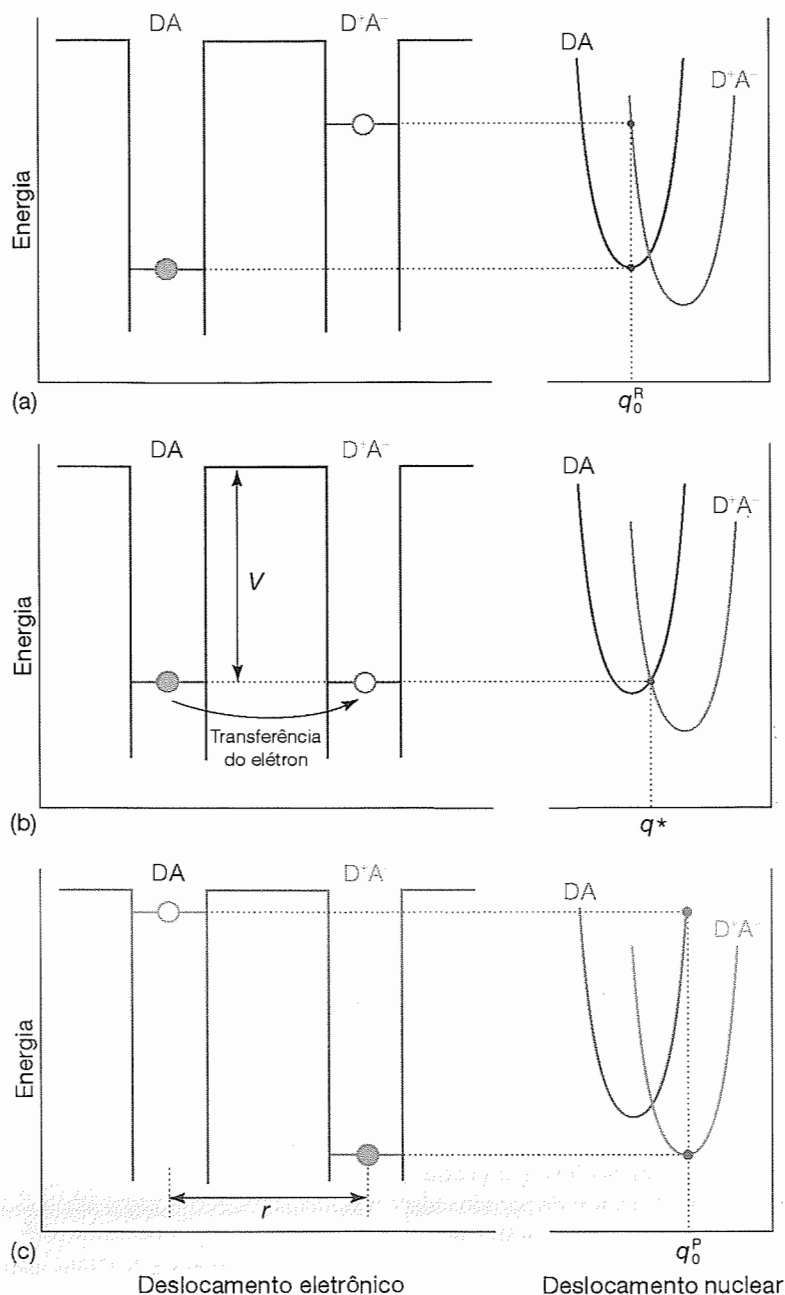 DA D⁺A⁻
DA
D⁺A⁻
Energia
q₀ᴿ
(a)
DA D⁺A⁻
DA
D⁺A⁻
V
Energia
Transferência
do elétron
q*
(b)
DA D⁺A
DA
D⁺A⁻
Energia
r
q₀ᴾ
(c)
Deslocamento eletrônico Deslocamento nuclear